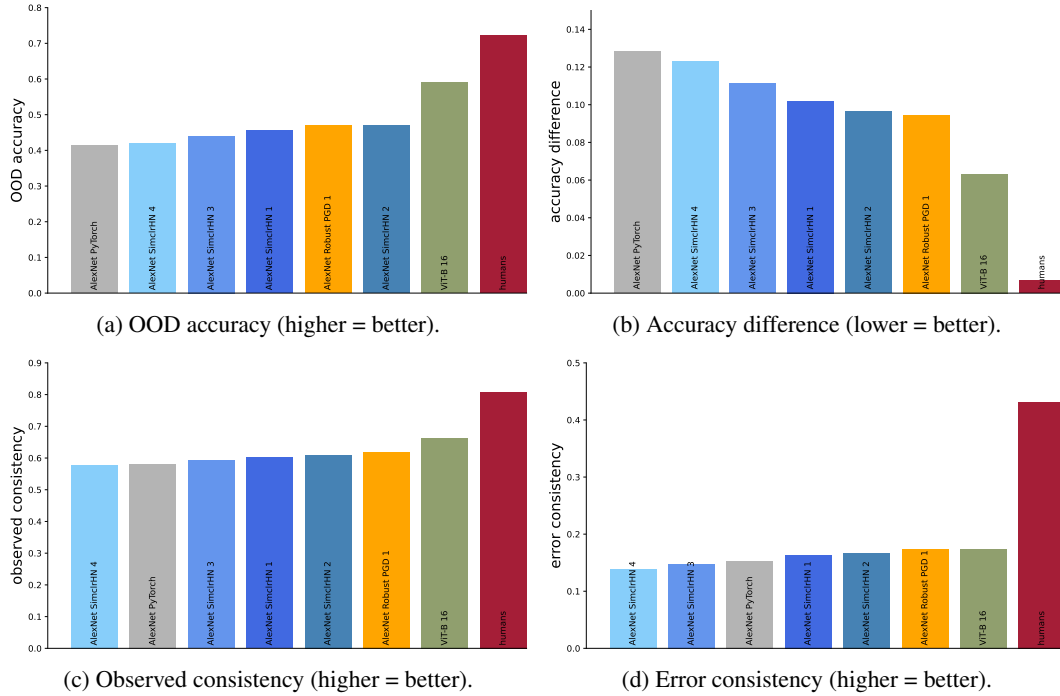 0.8
0.7
0.6
0.5
0.4
0.3
0.2
0.1
0.0
OOD accuracy
AlexNet PyTorch
AlexNet SimclrHN 4
AlexNet SimclrHN 3
AlexNet SimclrHN 1
AlexNet Robust PGD 1
AlexNet SimclrHN 2
ViT-B 16
humans
(a) OOD accuracy (higher = better).
0.14
0.12
0.10
0.08
0.06
0.04
0.02
0.00
accuracy difference
AlexNet PyTorch
AlexNet SimclrHN 4
AlexNet SimclrHN 3
AlexNet SimclrHN 1
AlexNet SimclrHN 2
AlexNet Robust PGD 1
ViT-B 16
humans
(b) Accuracy difference (lower = better).
0.9
0.8
0.7
0.6
0.5
0.4
0.3
0.2
0.1
0.0
observed consistency
AlexNet SimclrHN 4
AlexNet PyTorch
AlexNet SimclrHN 3
AlexNet SimclrHN 1
AlexNet SimclrHN 2
AlexNet Robust PGD 1
ViT-B 16
humans
(c) Observed consistency (higher = better).
0.5
0.4
0.3
0.2
0.1
0.0
error consistency
AlexNet SimclrHN 4
AlexNet SimclrHN 3
AlexNet PyTorch
AlexNet SimclrHN 1
AlexNet SimclrHN 2
AlexNet Robust PGD 1
ViT-B 16
humans
(d) Error consistency (higher = better).